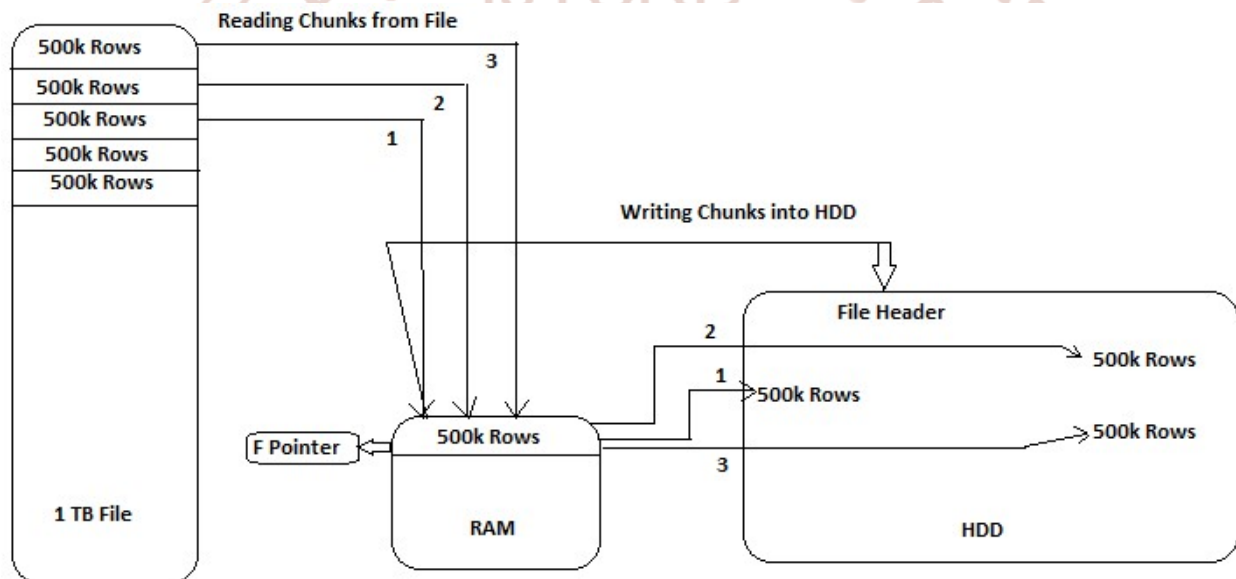 Reading Chunks from File
500k Rows
3
500k Rows
2
500k Rows
1
500k Rows
500k Rows
Writing Chunks into HDD
File Header
2
500k Rows
1
500k Rows
500k Rows
F Pointer
500k Rows
3
1 TB File
RAM
HDD